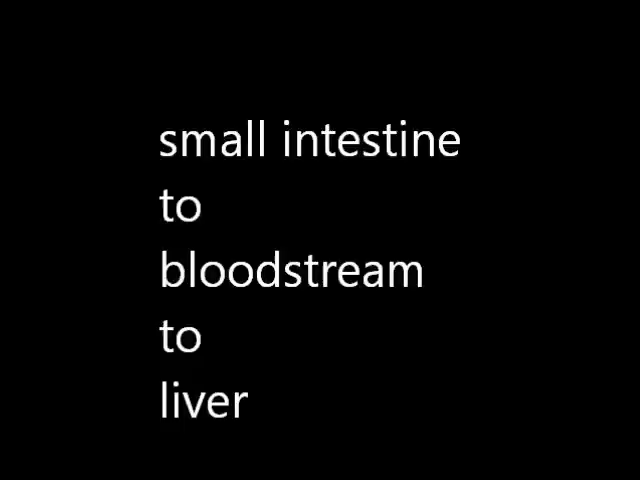 small intestine
to
bloodstream
to
liver